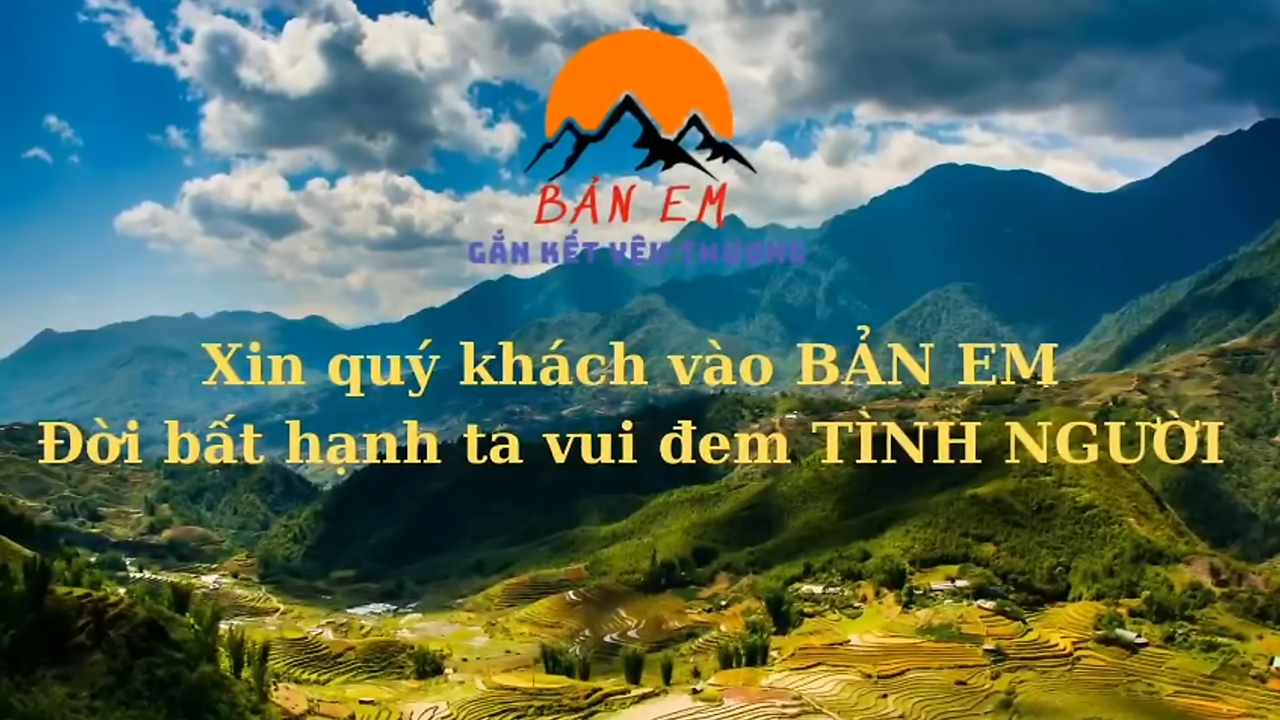 BẢN EM
GẮN KẾT YÊU THƯƠNG
Xin quý khách vào BẢN EM
Đời bất hạnh ta vui đem TÌNH NGƯỜI